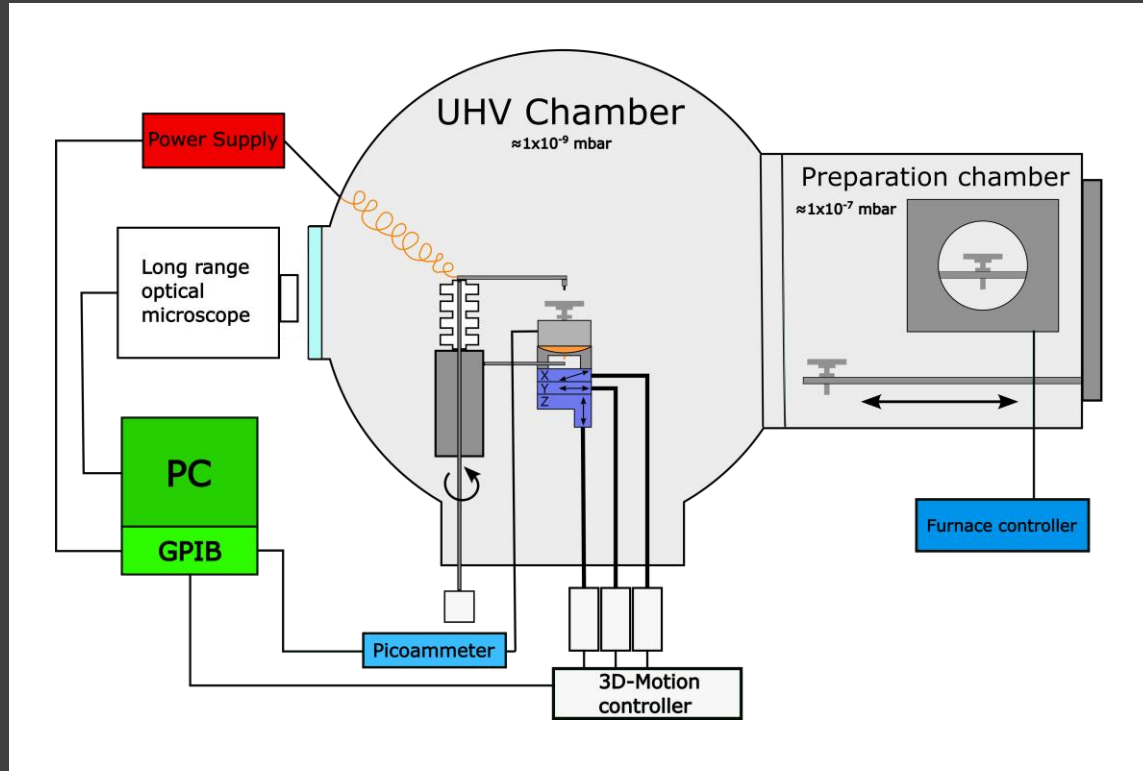 UHV Chamber
≈1x10⁻⁹ mbar
Power Supply
Preparation chamber
≈1x10⁻⁷ mbar
Long range
optical
microscope
X
Y
Z
PC
GPIB
Furnace controller
Picoammeter
3D-Motion
controller